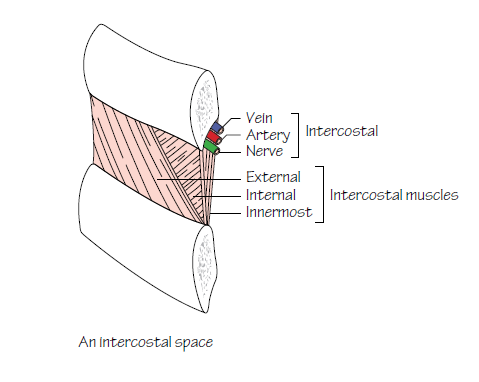 Vein
Artery
Nerve
Intercostal
External
Internal
Innermost
Intercostal muscles
An intercostal space